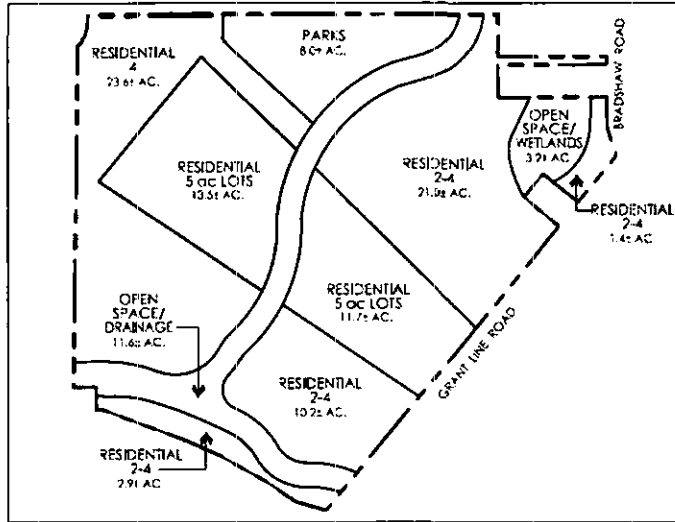 PARKS
8.0± AC.
RESIDENTIAL
4
23.6± AC.
BRADSHAW ROAD
OPEN
SPACE/
WETLANDS
3.2± AC.
RESIDENTIAL
5 ac LOTS
13.5± AC.
RESIDENTIAL
2-4
21.0± AC.
RESIDENTIAL
2-4
1.4± AC.
RESIDENTIAL
5 ac LOTS
11.7± AC.
OPEN
SPACE/
DRAINAGE
11.6± AC.
GRANT LINE ROAD
RESIDENTIAL
2-4
10.2± AC.
RESIDENTIAL
2-4
2.9± AC